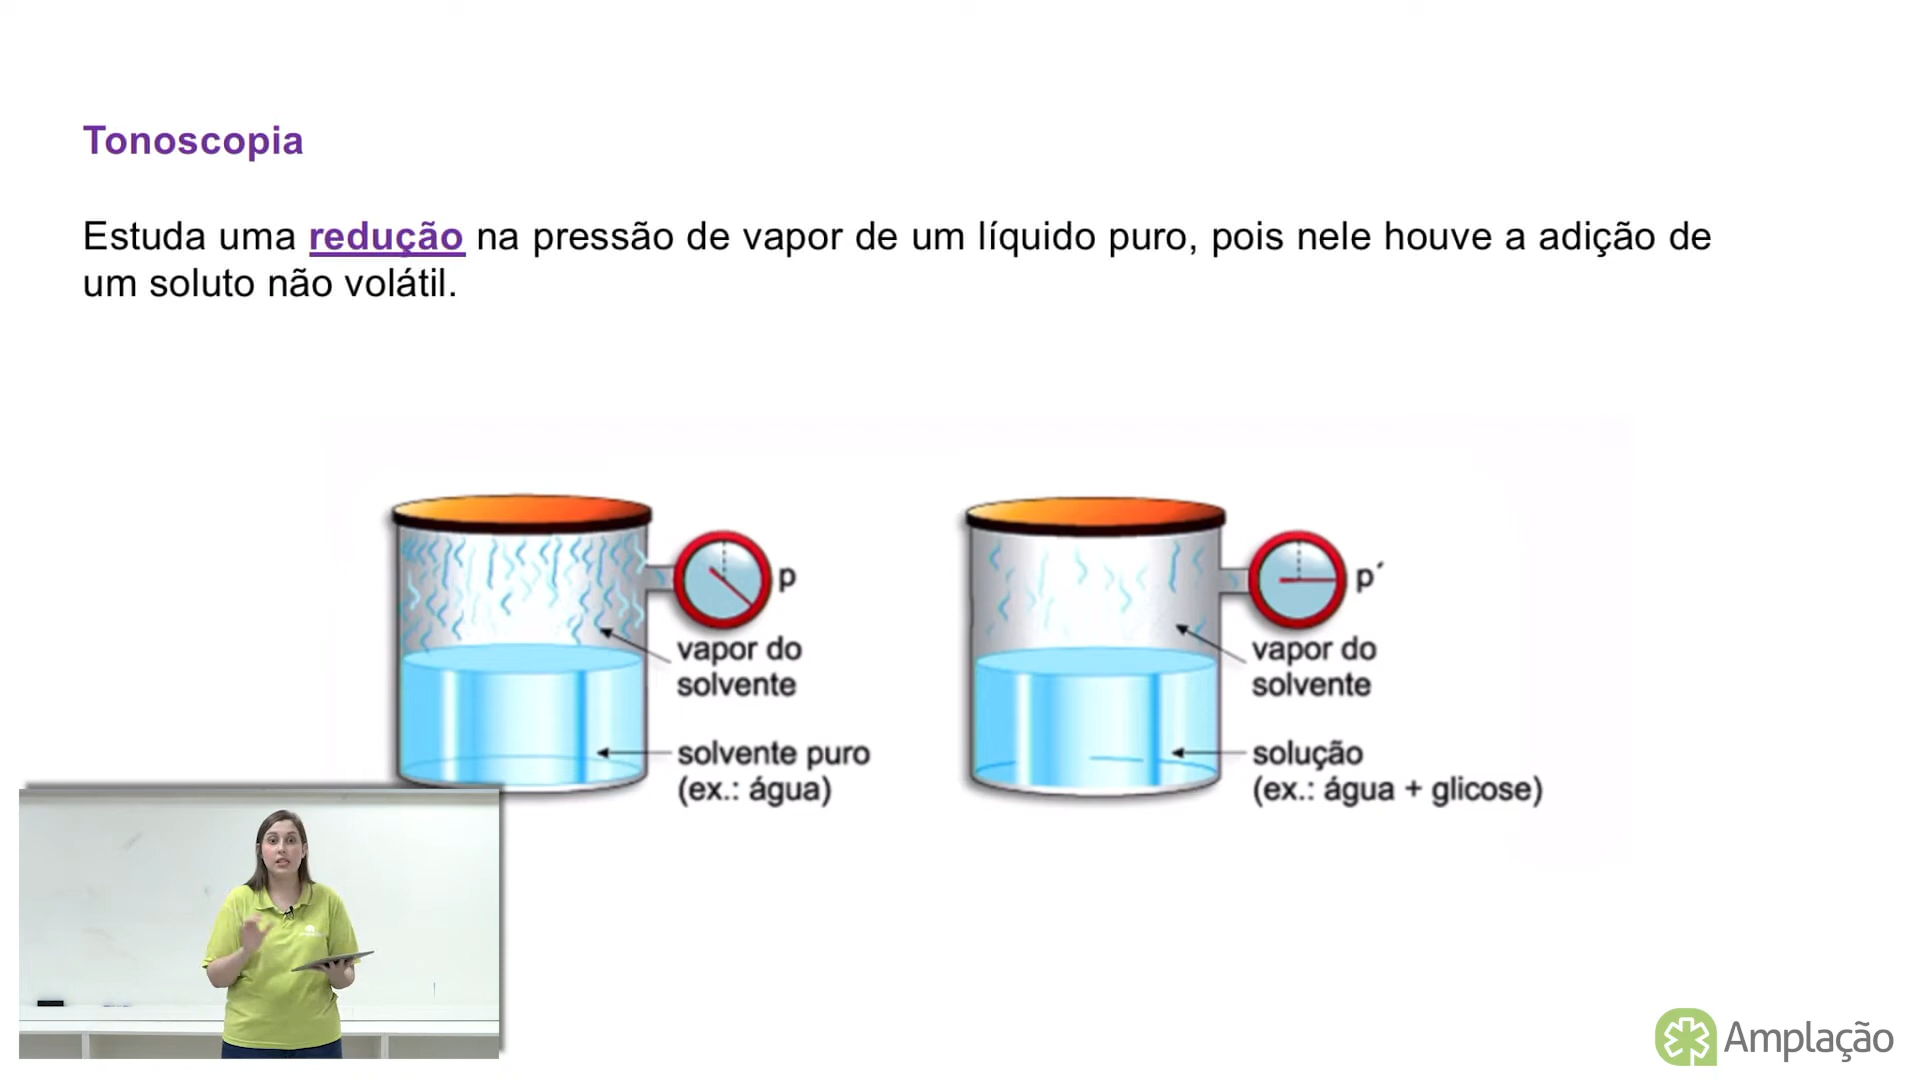 Tonoscopia
Estuda uma redução na pressão de vapor de um líquido puro, pois nele houve a adição de
um soluto não volátil.
p
vapor do
solvente
solvente puro
(ex.: água)
p´
vapor do
solvente
solução
(ex.: água + glicose)
Amplação